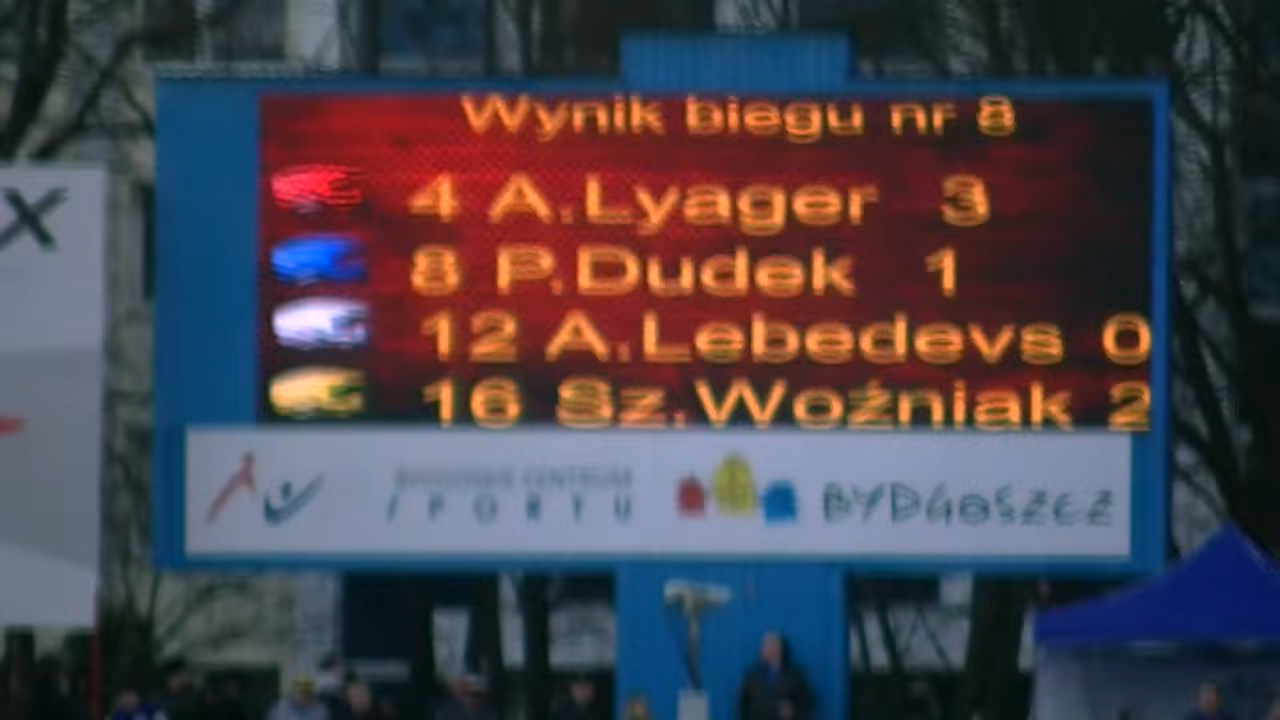 Wynik biegu nr 8
4 A.Lyager 3
8 P.Dudek 1
12 A.Lebedevs 0
16 Sz.Woźniak 2
BYDGOSKIE CENTRUM
SPORTU
BYDGOSZCZ
X